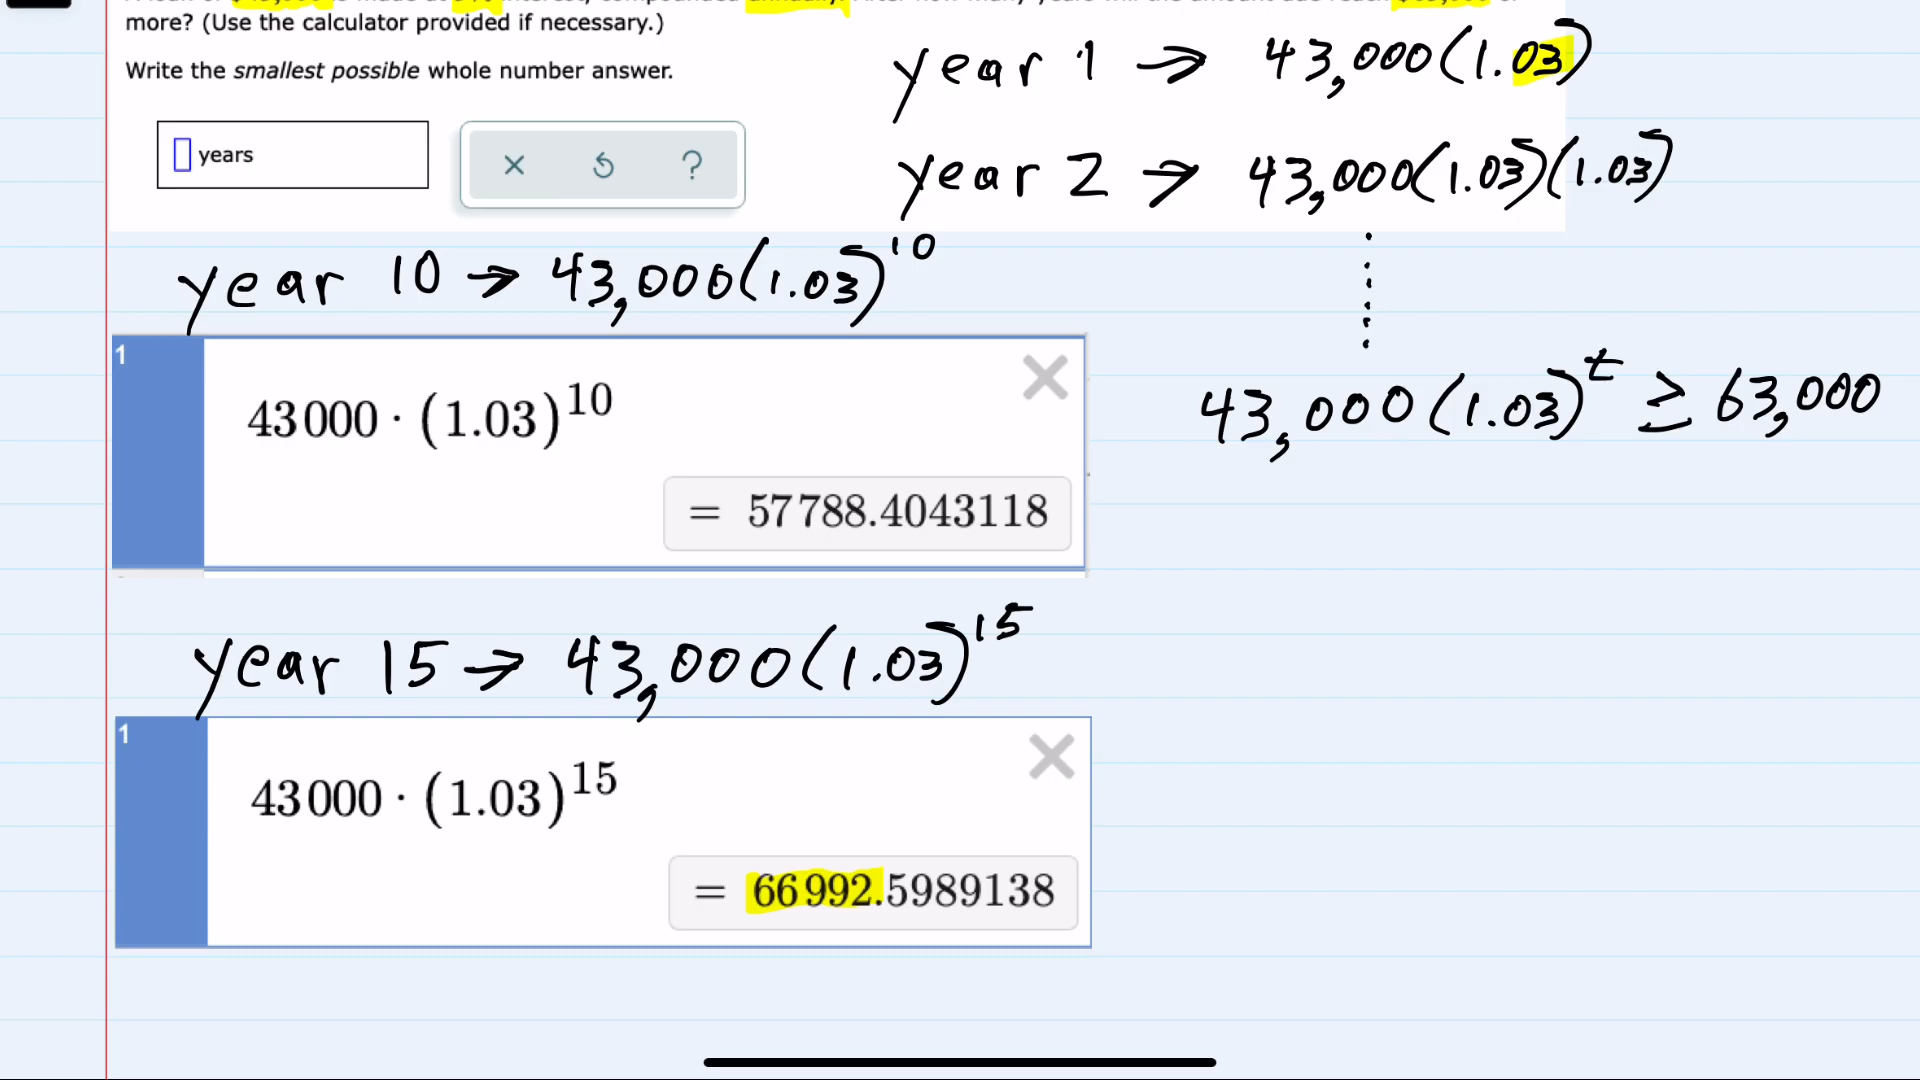 more? (Use the calculator provided if necessary.)
Write the smallest possible whole number answer.
years
× ?
year 1 → 43,000(1.03)
year 2 → 43,000(1.03)(1.03)
year 10 → 43,000(1.03)^10
43,000(1.03)^t ≥ 63,000
1
43000 · (1.03)^10
= 57788.4043118
year 15 → 43,000(1.03)^15
1
43000 · (1.03)^15
= 66992.5989138